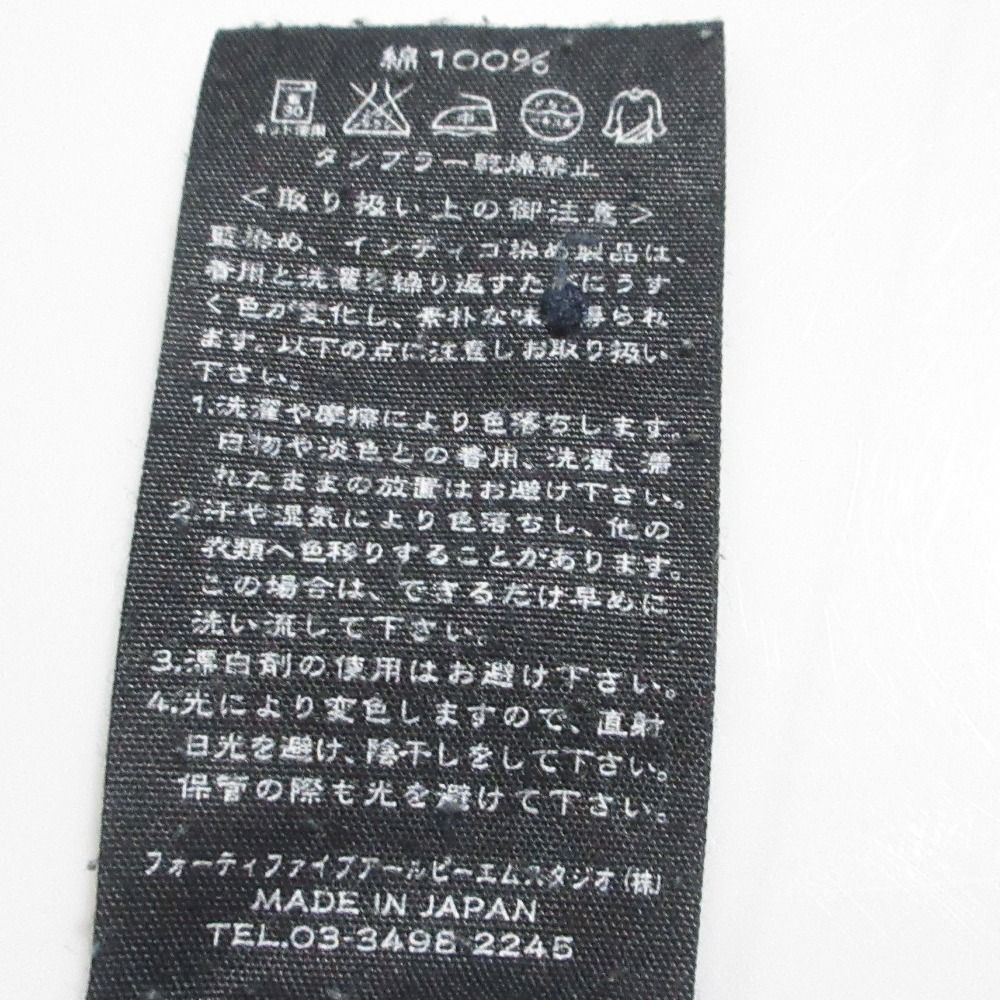 綿100%
ネット使用
タンブラー乾燥禁止
<取り扱い上の御注意>
藍染め、インディゴ染め製品は、
着用と洗濯を繰り返すた にうす
く色が変化し、素朴な味 得られ
ます。以下の点に注意しお取り扱い
下さい。
1.洗濯や摩擦により色落ちします。
白物や淡色との着用、洗濯、濡
れたままの放置はお避け下さい。
2.汗や湿気により色落ちし、他の
衣類へ色移りすることがあります。
この場合は、できるだけ早めに
洗い流して下さい。
3.漂白剤の使用はお避け下さい。
4.光により変色しますので、直射
日光を避け、陰干しをして下さい。
保管の際も光を避けて下さい。
フォーティファイブアールピーエムスタジオ(株)
MADE IN JAPAN
TEL.03-3498 2245